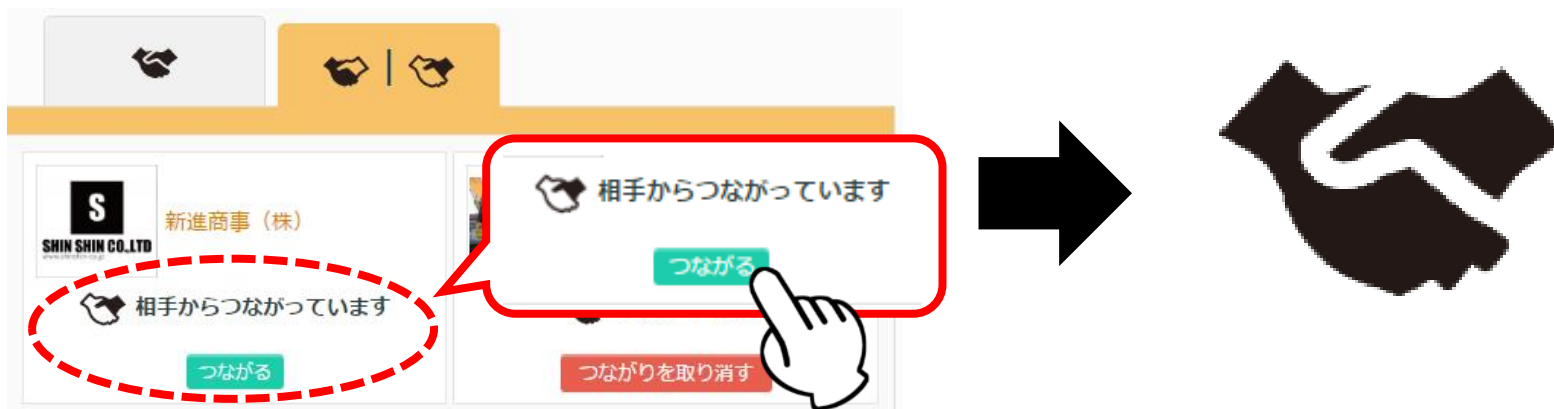 S
SHIN SHIN CO.,LTD
新進商事（株）
相手からつながっています
つながる
相手からつながっています
つながる
つながりを取り消す